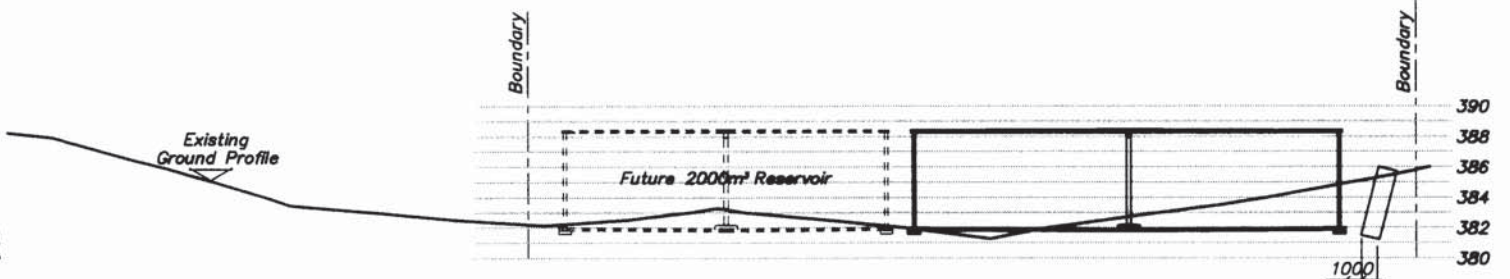 Boundary
Boundary
390
Existing
Ground Profile
388
386
Future 2000m³ Reservoir
384
382
380
1000